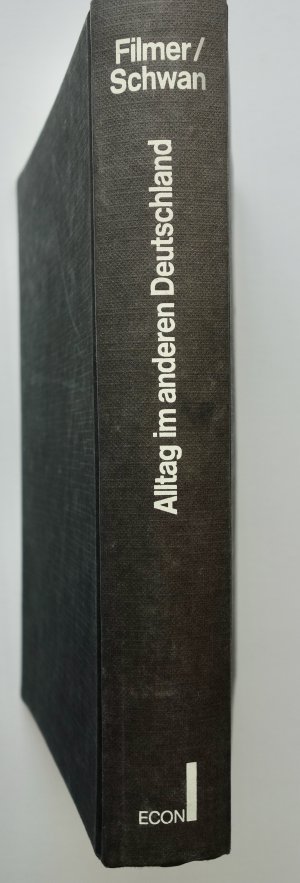 Filmer/
Schwan
Alltag im anderen Deutschland
ECON